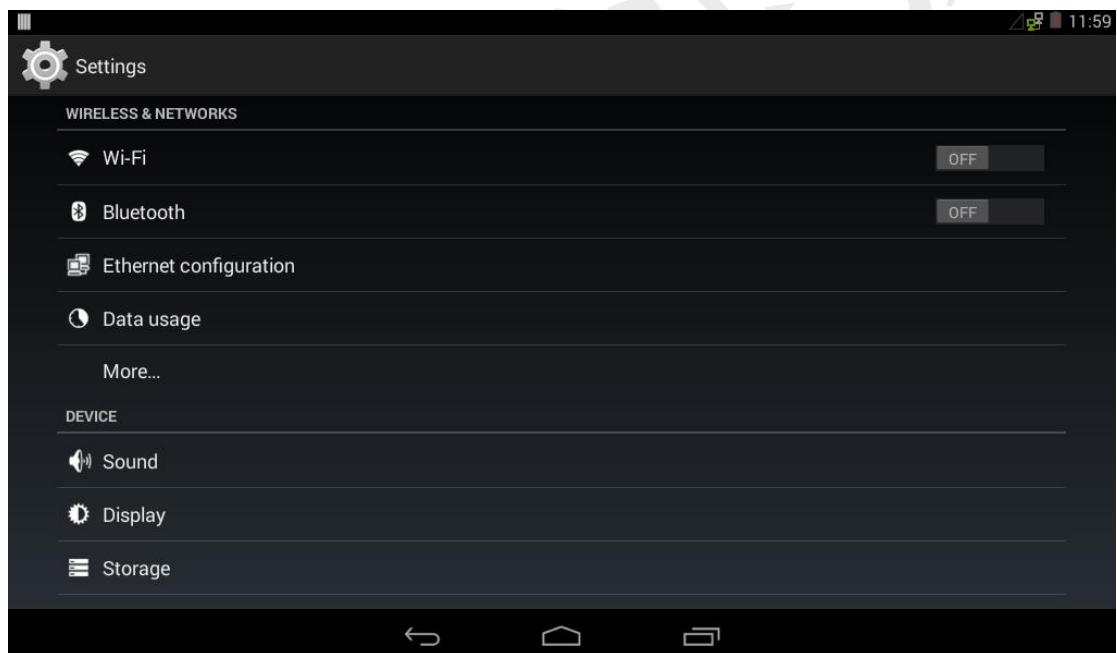 11:59
Settings
WIRELESS & NETWORKS
Wi-Fi OFF
Bluetooth OFF
Ethernet configuration
Data usage
More...
DEVICE
Sound
Display
Storage